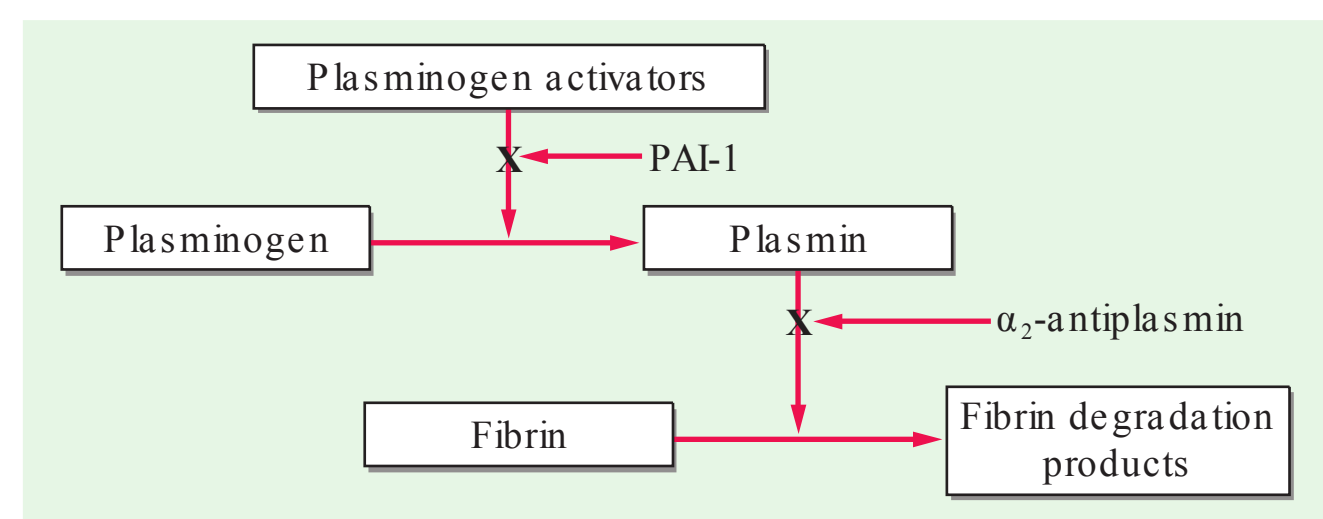 Plasminogen activators
PAI-1
X
Plasminogen
Plasmin
X
α₂-antiplasmin
Fibrin
Fibrin degradation
products